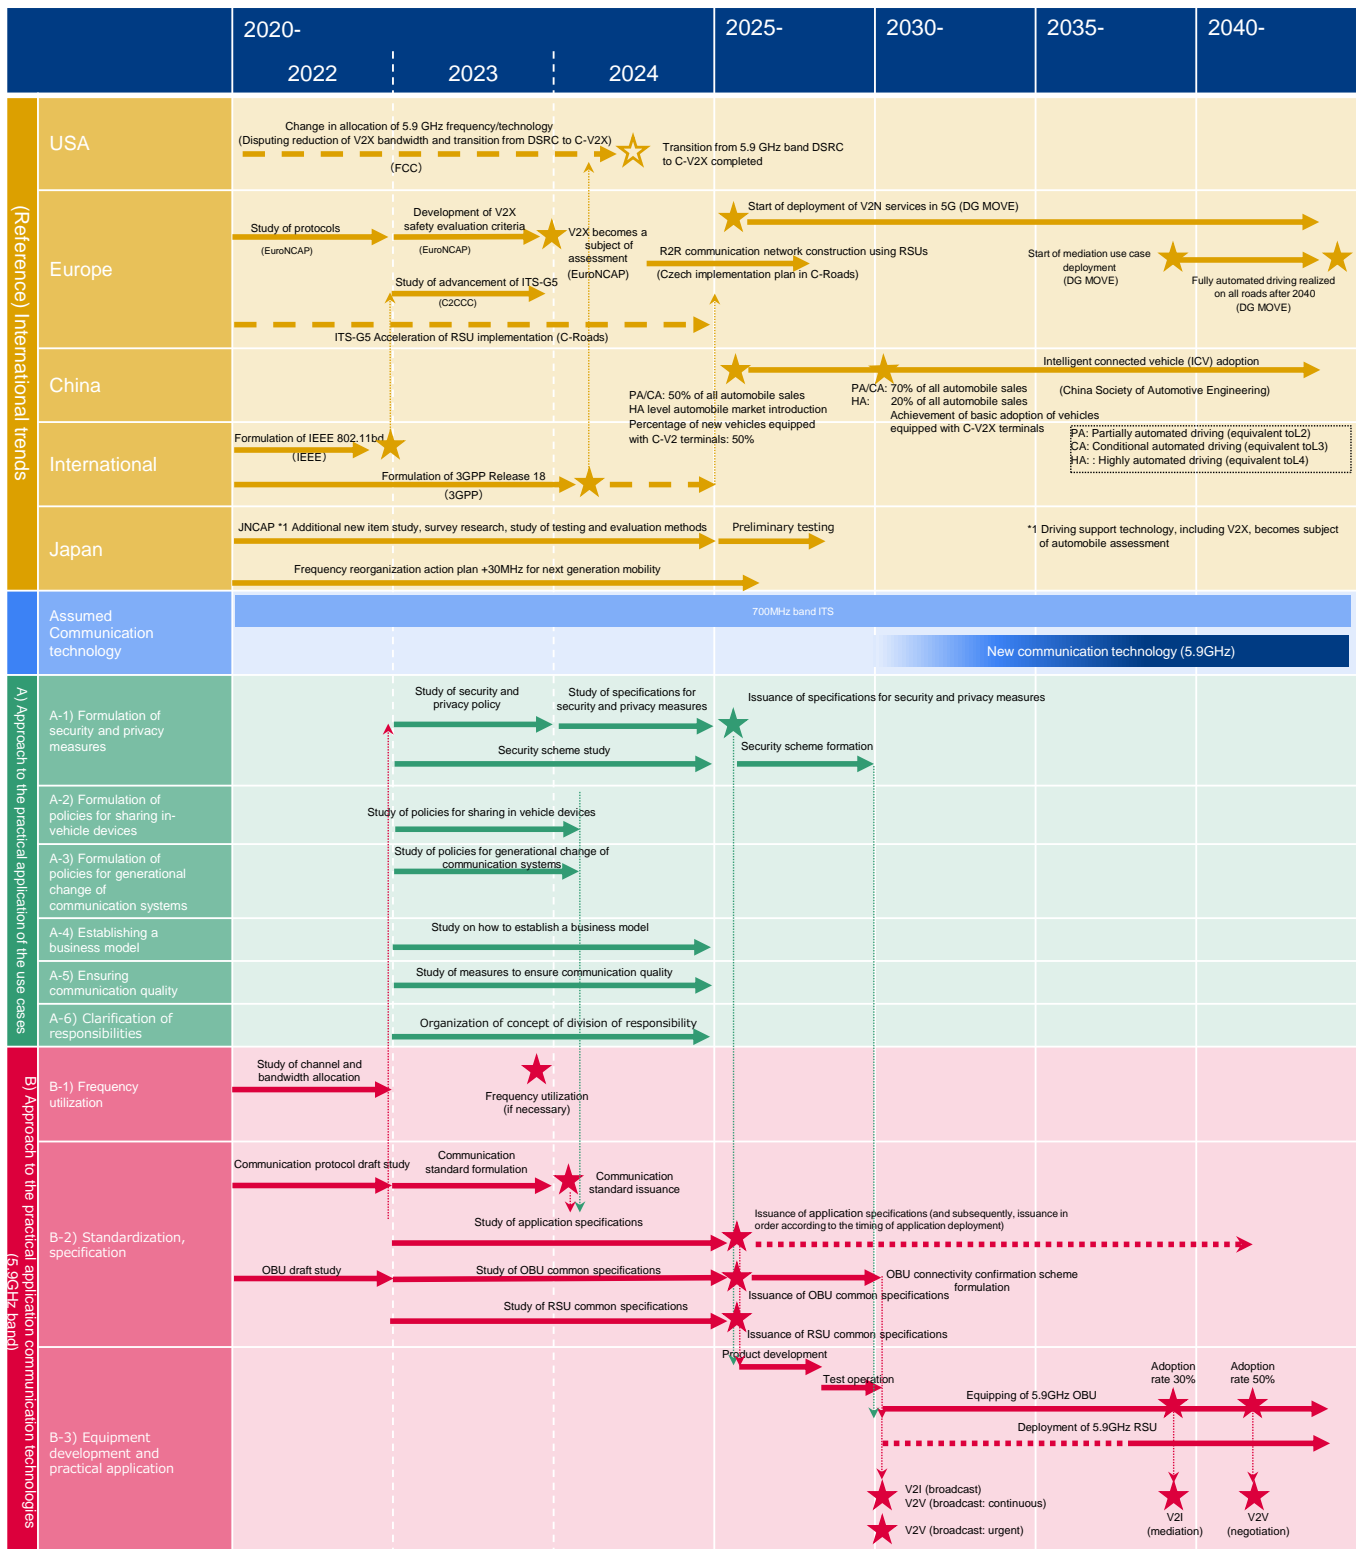 2020-
2025-
2030-
2035-
2040-
2022
2023
2024
(Reference) International trends
USA
Change in allocation of 5.9 GHz frequency/technology
(Disputing reduction of V2X bandwidth and transition from DSRC to C-V2X)
(FCC)
Transition from 5.9 GHz band DSRC
to C-V2X completed
Europe
Study of protocols
(EuroNCAP)
Development of V2X
safety evaluation criteria
(EuroNCAP)
V2X becomes a
subject of
assessment
(EuroNCAP)
Start of deployment of V2N services in 5G (DG MOVE)
R2R communication network construction using RSUs
(Czech implementation plan in C-Roads)
Start of mediation use case
deployment
(DG MOVE)
Fully automated driving realized
on all roads after 2040
(DG MOVE)
Study of advancement of ITS-G5
(C2CCC)
ITS-G5 Acceleration of RSU implementation (C-Roads)
China
Intelligent connected vehicle (ICV) adoption
(China Society of Automotive Engineering)
PA/CA: 50% of all automobile sales
HA level automobile market introduction
Percentage of new vehicles equipped
with C-V2 terminals: 50%
PA/CA: 70% of all automobile sales
HA: 20% of all automobile sales
Achievement of basic adoption of vehicles
equipped with C-V2X terminals
International
Formulation of IEEE 802.11bd
(IEEE)
Formulation of 3GPP Release 18
(3GPP)
PA: Partially automated driving (equivalent toL2)
CA: Conditional automated driving (equivalent toL3)
HA: : Highly automated driving (equivalent toL4)
Japan
JNCAP *1 Additional new item study, survey research, study of testing and evaluation methods
Preliminary testing
*1 Driving support technology, including V2X, becomes subject
of automobile assessment
Frequency reorganization action plan +30MHz for next generation mobility
Assumed
Communication
technology
700MHz band ITS
New communication technology (5.9GHz)
A) Approach to the practical application of the use cases
A-1) Formulation of
security and privacy
measures
Study of security and
privacy policy
Study of specifications for
security and privacy measures
Issuance of specifications for security and privacy measures
Security scheme study
Security scheme formation
A-2) Formulation of
policies for sharing in-
vehicle devices
Study of policies for sharing in vehicle devices
A-3) Formulation of
policies for generational
change of
communication systems
Study of policies for generational change of
communication systems
A-4) Establishing a
business model
Study on how to establish a business model
A-5) Ensuring
communication quality
Study of measures to ensure communication quality
A-6) Clarification of
responsibilities
Organization of concept of division of responsibility
B) Approach to the practical application communication technologies
(5.9GHz band)
B-1) Frequency
utilization
Study of channel and
bandwidth allocation
Frequency utilization
(if necessary)
B-2) Standardization,
specification
Communication protocol draft study
Communication
standard formulation
Communication
standard issuance
Study of application specifications
Issuance of application specifications (and subsequently, issuance in
order according to the timing of application deployment)
OBU draft study
Study of OBU common specifications
Issuance of OBU common specifications
OBU connectivity confirmation scheme
formulation
Study of RSU common specifications
Issuance of RSU common specifications
B-3) Equipment
development and
practical application
Product development
Test operation
Equipping of 5.9GHz OBU
Adoption
rate 30%
Adoption
rate 50%
Deployment of 5.9GHz RSU
V2I (broadcast)
V2V (broadcast: continuous)
V2V (broadcast: urgent)
V2I
(mediation)
V2V
(negotiation)